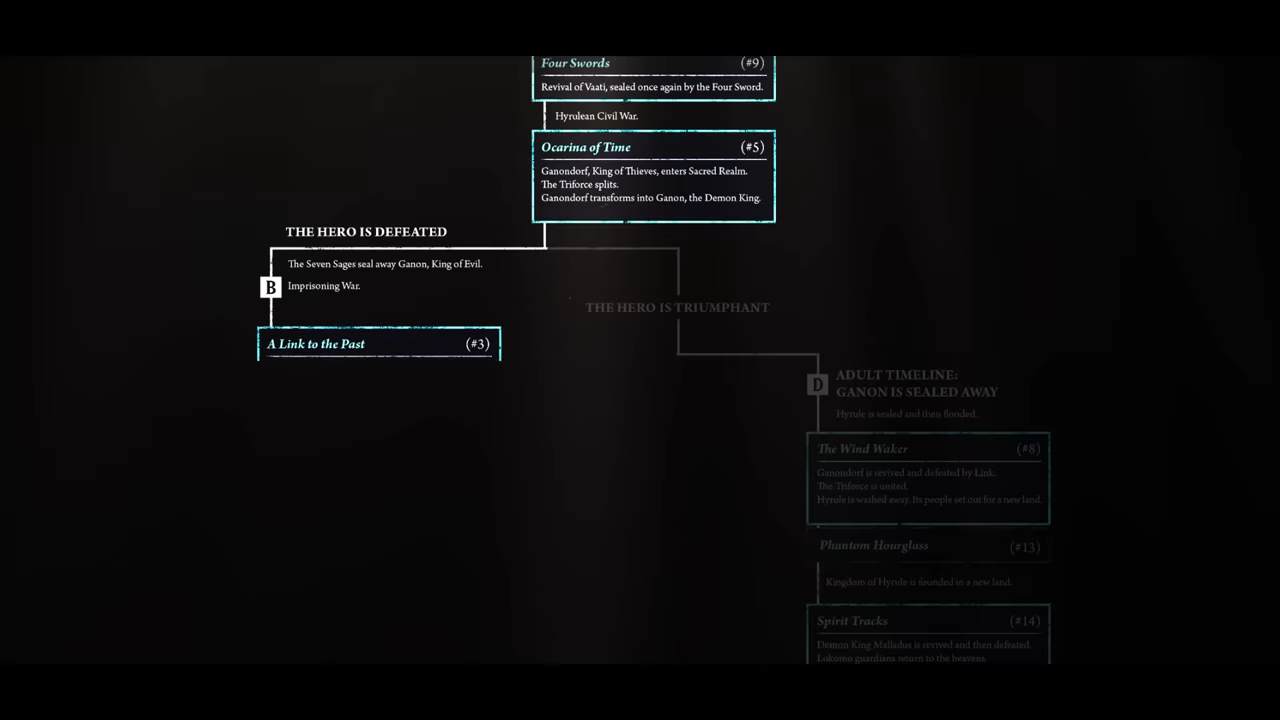 Four Swords (#9)
Revival of Vaati, sealed once again by the Four Sword.
Hyrulean Civil War.
Ocarina of Time (#5)
Ganondorf, King of Thieves, enters Sacred Realm.
The Triforce splits.
Ganondorf transforms into Ganon, the Demon King.
THE HERO IS DEFEATED
The Seven Sages seal away Ganon, King of Evil.
B Imprisoning War.
A Link to the Past (#3)
THE HERO IS TRIUMPHANT
D ADULT TIMELINE:
GANON IS SEALED AWAY
Hyrule is sealed and then flooded.
The Wind Waker (#8)
Ganondorf is revived and defeated by Link.
The Triforce is united.
Hyrule is washed away. Its people set out for a new land.
Phantom Hourglass (#13)
Kingdom of Hyrule is founded in a new land.
Spirit Tracks (#14)
Demon King Malladus is revived and then defeated.
Lokomo guardians return to the heavens.